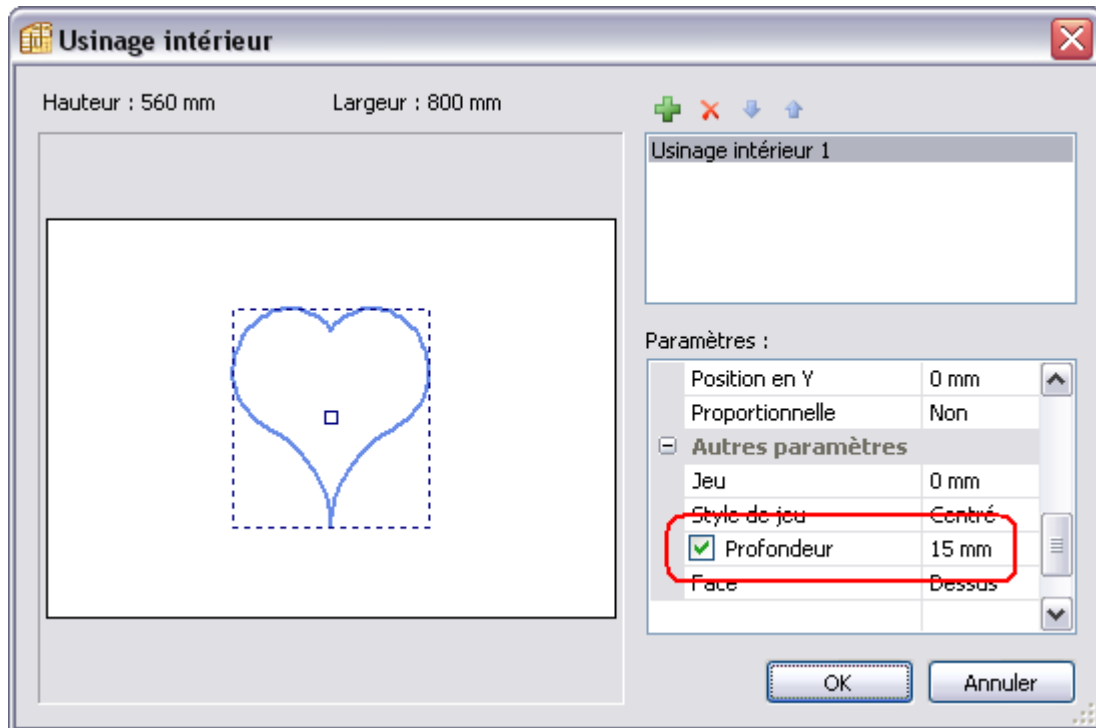 Usinage intérieur
Hauteur : 560 mm Largeur : 800 mm
Usinage intérieur 1
Paramètres :
Position en Y 0 mm
Proportionnelle Non
Autres paramètres
Jeu 0 mm
Style de jeu Centré
Profondeur 15 mm
Face Dessus
OK Annuler